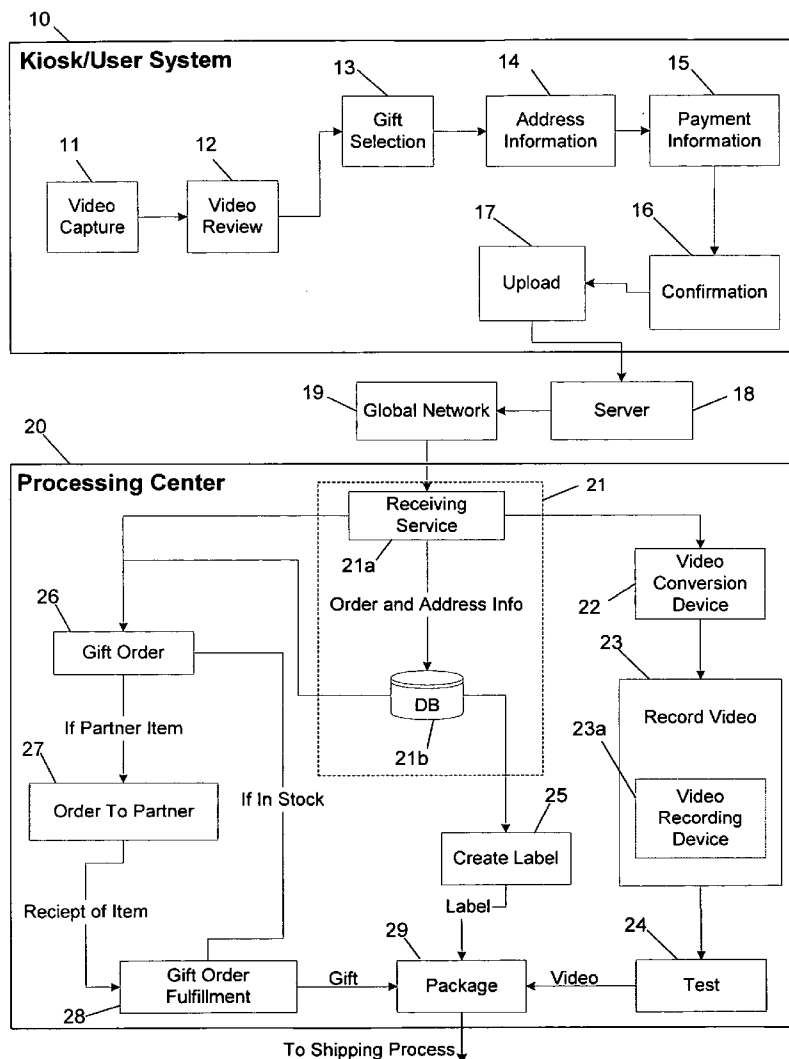 10
Kiosk/User System
13
14
15
Gift
Selection
Address
Information
Payment
Information
11
12
Video
Capture
Video
Review
17
16
Upload
Confirmation
19
Global Network
Server
18
20
Processing Center
21
Receiving
Service
21a
Video
Conversion
Device
22
26
Order and Address Info
Gift Order
23
DB
21b
Record Video
If Partner Item
23a
27
Order To Partner
If In Stock
25
Video
Recording
Device
Create Label
Reciept of Item
Label
29
24
Gift Order
Fulfillment
Gift
Package
Video
Test
28
To Shipping Process